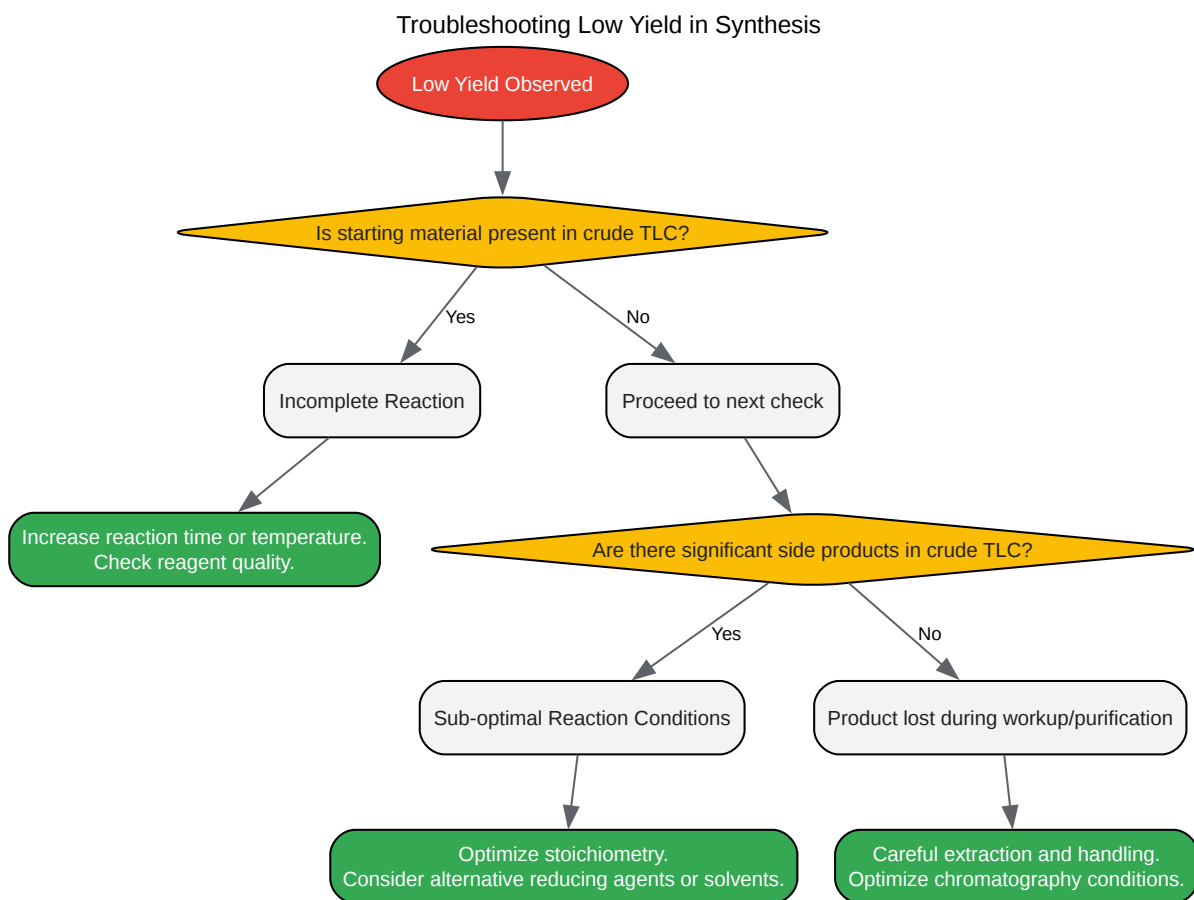 Troubleshooting Low Yield in Synthesis
Low Yield Observed
Is starting material present in crude TLC?
Yes
No
Incomplete Reaction
Proceed to next check
Increase reaction time or temperature.
Check reagent quality.
Are there significant side products in crude TLC?
Yes
No
Sub-optimal Reaction Conditions
Product lost during workup/purification
Optimize stoichiometry.
Consider alternative reducing agents or solvents.
Careful extraction and handling.
Optimize chromatography conditions.